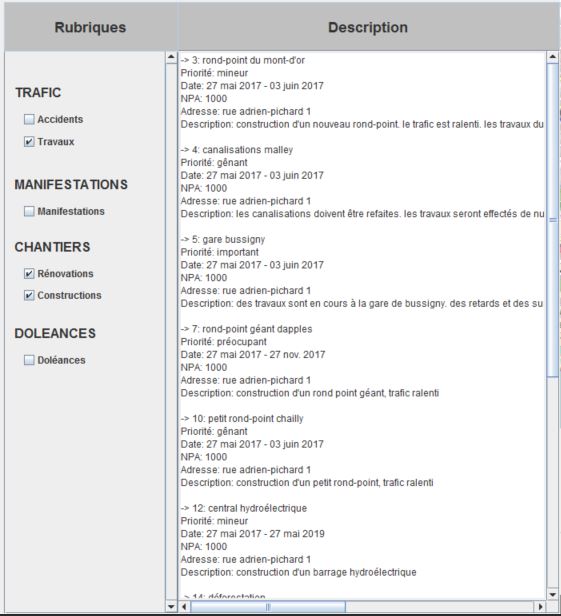 Rubriques
Description
TRAFIC
Accidents
Travaux
MANIFESTATIONS
Manifestations
CHANTIERS
Rénovations
Constructions
DOLEANCES
Doléances
-> 3: rond-point du mont-d'or
Priorité: mineur
Date: 27 mai 2017 - 03 juin 2017
NPA: 1000
Adresse: rue adrien-pichard 1
Description: construction d'un nouveau rond-point. le trafic est ralenti. les travaux du
-> 4: canalisations malley
Priorité: gênant
Date: 27 mai 2017 - 03 juin 2017
NPA: 1000
Adresse: rue adrien-pichard 1
Description: les canalisations doivent être refaites. les travaux seront effectés de nu
-> 5: gare bussigny
Priorité: important
Date: 27 mai 2017 - 03 juin 2017
NPA: 1000
Adresse: rue adrien-pichard 1
Description: des travaux sont en cours à la gare de bussigny. des retards et des su
-> 7: rond-point géant dapples
Priorité: préocupant
Date: 27 mai 2017 - 27 nov. 2017
NPA: 1000
Adresse: rue adrien-pichard 1
Description: construction d'un rond point géant, trafic ralenti
-> 10: petit rond-point chailly
Priorité: gênant
Date: 27 mai 2017 - 03 juin 2017
NPA: 1000
Adresse: rue adrien-pichard 1
Description: construction d'un petit rond-point, trafic ralenti
-> 12: central hydroélectrique
Priorité: mineur
Date: 27 mai 2017 - 27 mai 2019
NPA: 1000
Adresse: rue adrien-pichard 1
Description: construction d'un barrage hydroélectrique
-> 14: déforestation